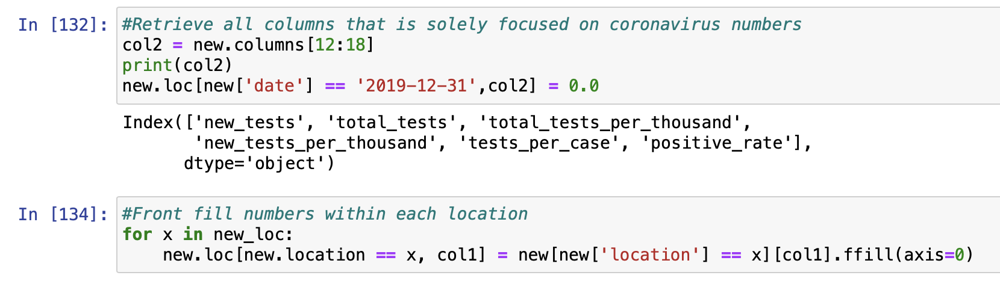 In [132]: #Retrieve all columns that is solely focused on coronavirus numbers
col2 = new.columns[12:18]
print(col2)
new.loc[new['date'] == '2019-12-31',col2] = 0.0
Index(['new_tests', 'total_tests', 'total_tests_per_thousand',
       'new_tests_per_thousand', 'tests_per_case', 'positive_rate'],
      dtype='object')
In [134]: #Front fill numbers within each location
for x in new_loc:
    new.loc[new.location == x, col1] = new[new['location'] == x][col1].ffill(axis=0)